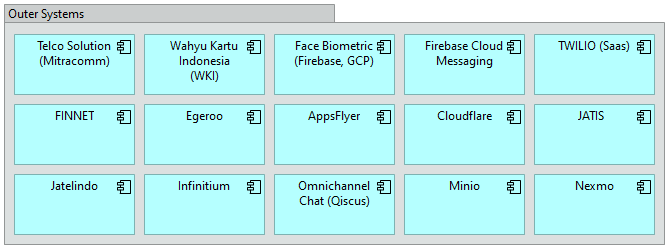 Outer Systems
Telco Solution
(Mitracomm)
Wahyu Kartu
Indonesia
(WKI)
Face Biometric
(Firebase, GCP)
Firebase Cloud
Messaging
TWILIO (Saas)
FINNET
Egeroo
AppsFlyer
Cloudflare
JATIS
Jatelindo
Infinitium
Omnichannel
Chat (Qiscus)
Minio
Nexmo